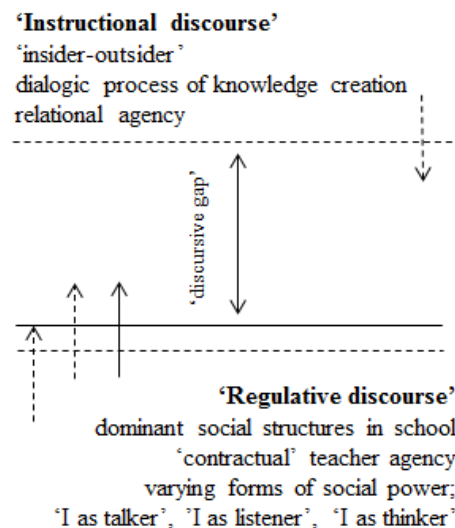 ‘Instructional discourse’
‘insider-outsider’
dialogic process of knowledge creation
relational agency
‘discursive gap’
‘Regulative discourse’
dominant social structures in school
‘contractual’ teacher agency
varying forms of social power;
‘I as talker’, ’I as listener’, ‘I as thinker’